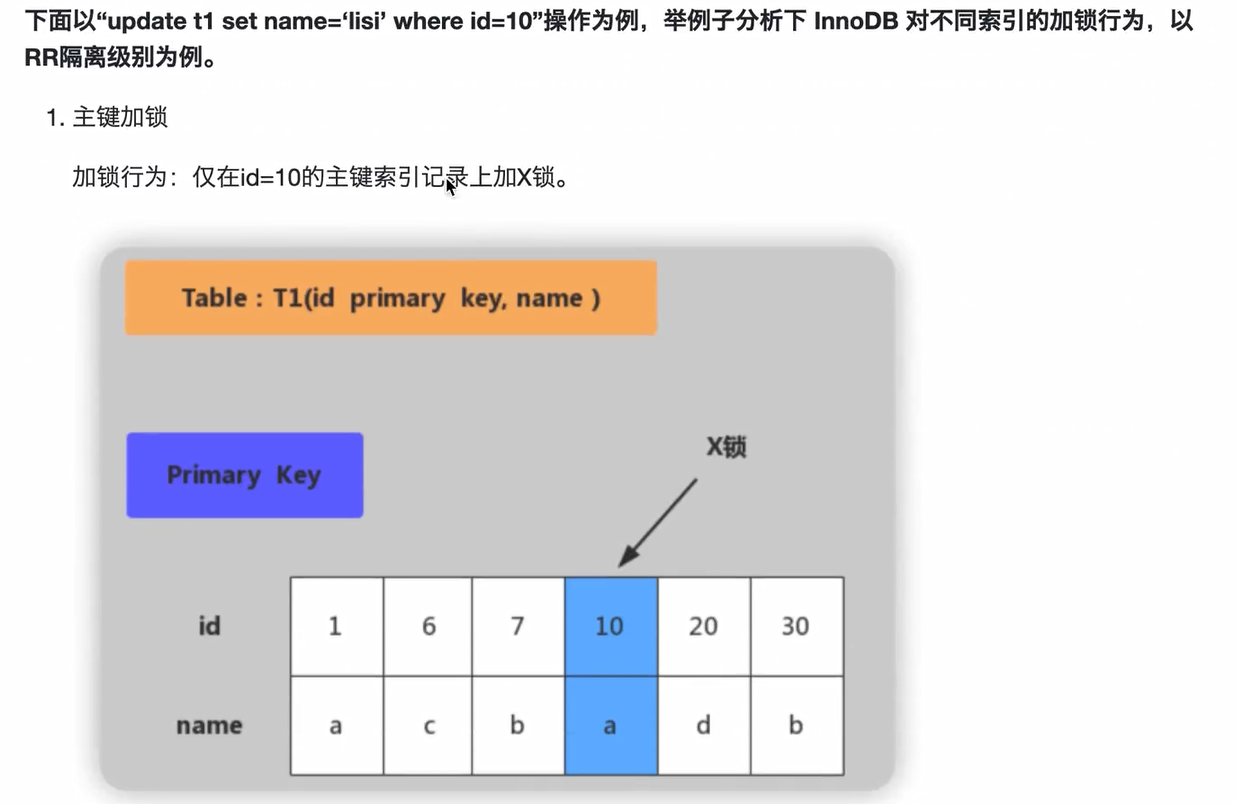 下面以“update t1 set name=‘lisi’ where id=10”操作为例，举例子分析下 InnoDB 对不同索引的加锁行为，以
RR隔离级别为例。
1. 主键加锁
加锁行为：仅在id=10的主键索引记录上加X锁。
Table : T1(id primary key, name )
X锁
Primary Key
id 1 6 7 10 20 30
name a c b a d b